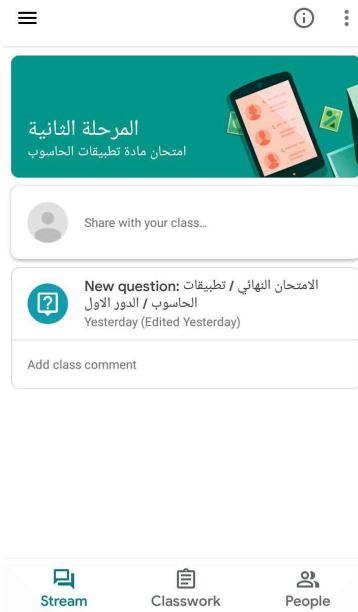 المرحلة الثانية
امتحان مادة تطبيقات الحاسوب
Share with your class...
New question: الامتحان النهائي / تطبيقات
الحاسوب / الدور الاول
Yesterday (Edited Yesterday)
Add class comment
Stream Classwork People